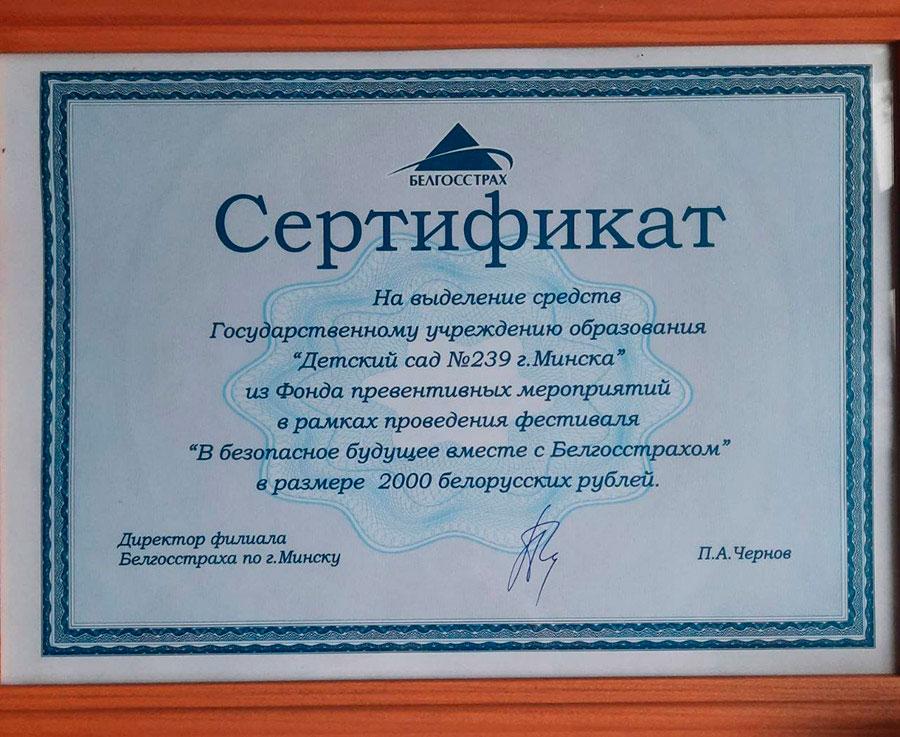 БЕЛГОССТРАХ
Сертификат
На выделение средств
Государственному учреждению образования
“Детский сад №239 г.Минска”
из Фонда превентивных мероприятий
в рамках проведения фестиваля
“В безопасное будущее вместе с Белгосстрахом”
в размере 2000 белорусских рублей.
Директор филиала
Белгосстраха по г.Минску
П.А.Чернов